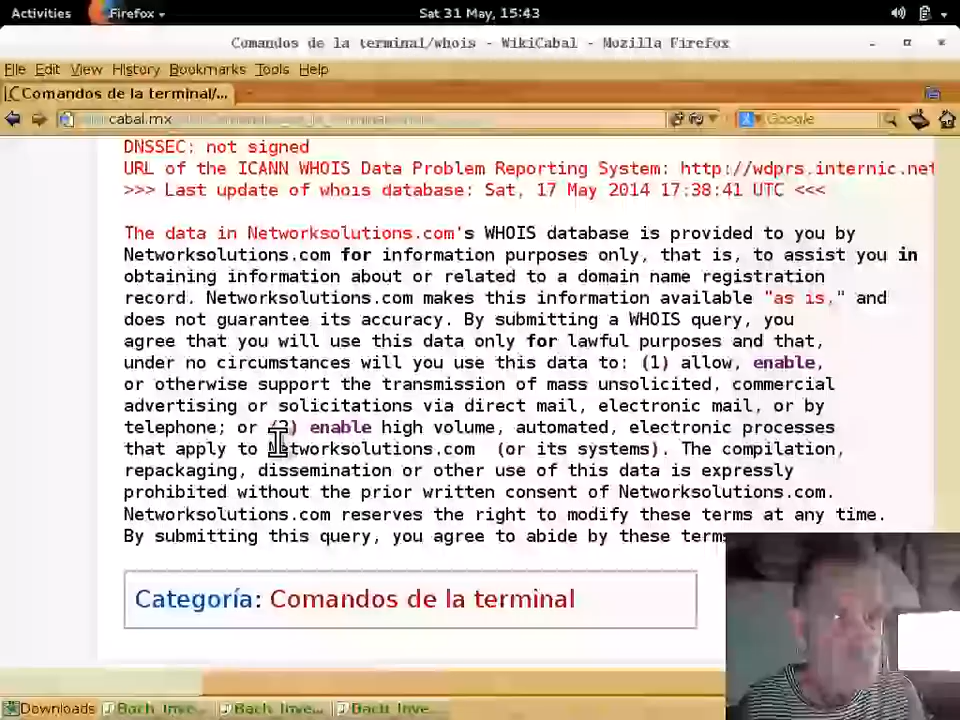 Activities Firefox Sat 31 May, 15:43
Comandos de la terminal/whois - WikiCabal - Mozilla Firefox
File Edit View History Bookmarks Tools Help
Comandos de la terminal/...
cabal.mx Google
DNSSEC: not signed
URL of the ICANN WHOIS Data Problem Reporting System: http://wdprs.internic.net
>>> Last update of whois database: Sat, 17 May 2014 17:38:41 UTC <<<
The data in Networksolutions.com's WHOIS database is provided to you by
Networksolutions.com for information purposes only, that is, to assist you in
obtaining information about or related to a domain name registration
record. Networksolutions.com makes this information available "as is," and
does not guarantee its accuracy. By submitting a WHOIS query, you
agree that you will use this data only for lawful purposes and that,
under no circumstances will you use this data to: (1) allow, enable,
or otherwise support the transmission of mass unsolicited, commercial
advertising or solicitations via direct mail, electronic mail, or by
telephone; or (2) enable high volume, automated, electronic processes
that apply to Networksolutions.com (or its systems). The compilation,
repackaging, dissemination or other use of this data is expressly
prohibited without the prior written consent of Networksolutions.com.
Networksolutions.com reserves the right to modify these terms at any time.
By submitting this query, you agree to abide by these terms
Categoría: Comandos de la terminal
Downloads Bach_Inve... Bach_Inve... Bach_Inve...